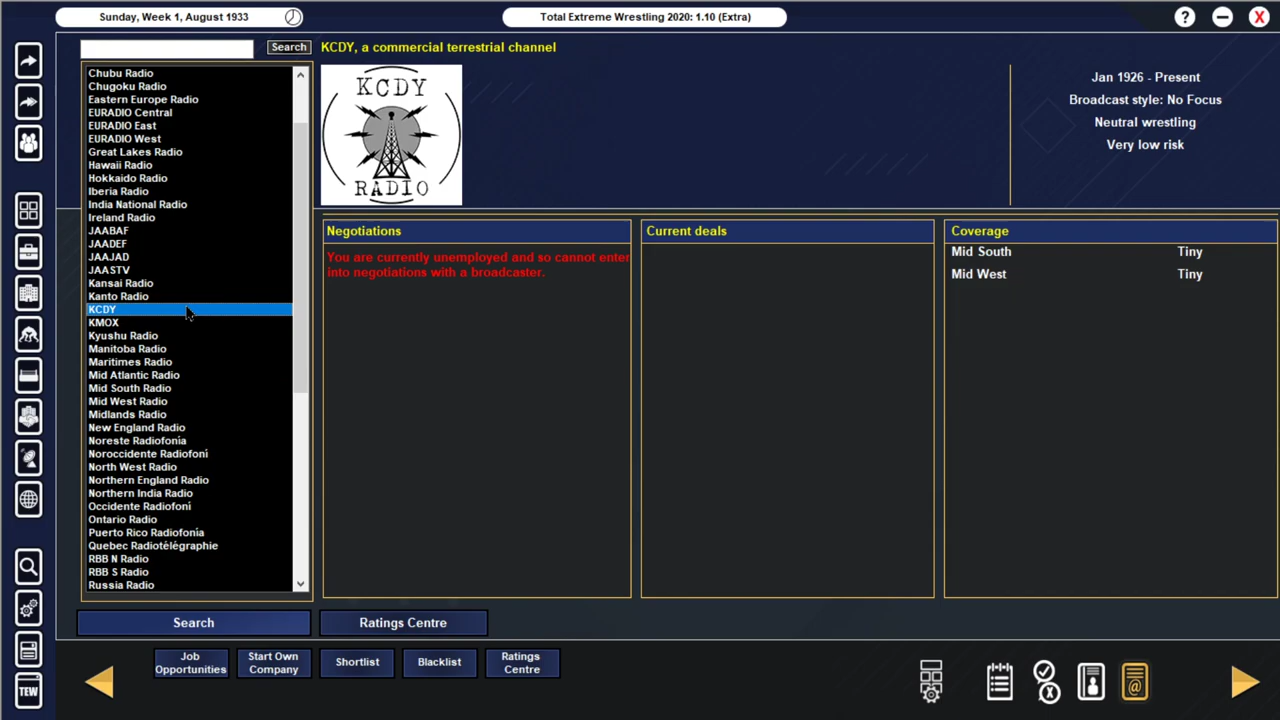 Sunday, Week 1, August 1933
Total Extreme Wrestling 2020: 1.10 (Extra)
?
X
Search
KCDY, a commercial terrestrial channel
KCDY
RADIO
Jan 1926 - Present
Broadcast style: No Focus
Neutral wrestling
Very low risk
Chubu Radio
Chugoku Radio
Eastern Europe Radio
EURADIO Central
EURADIO East
EURADIO West
Great Lakes Radio
Hawaii Radio
Hokkaido Radio
Iberia Radio
India National Radio
Ireland Radio
JAABAF
JAADEF
JAAJAD
JAASTV
Kansai Radio
Kanto Radio
KCDY
KMOX
Kyushu Radio
Manitoba Radio
Maritimes Radio
Mid Atlantic Radio
Mid South Radio
Mid West Radio
Midlands Radio
New England Radio
Noreste Radiofonía
Noroccidente Radiofoni
North West Radio
Northern England Radio
Northern India Radio
Occidente Radiofoni
Ontario Radio
Puerto Rico Radiofonía
Quebec Radiotélégraphie
RBB N Radio
RBB S Radio
Russia Radio
Negotiations
You are currently unemployed and so cannot enter
into negotiations with a broadcaster.
Current deals
Coverage
Mid South Tiny
Mid West Tiny
Search
Ratings Centre
Job
Opportunities
Start Own
Company
Shortlist
Blacklist
Ratings
Centre
TEW
@